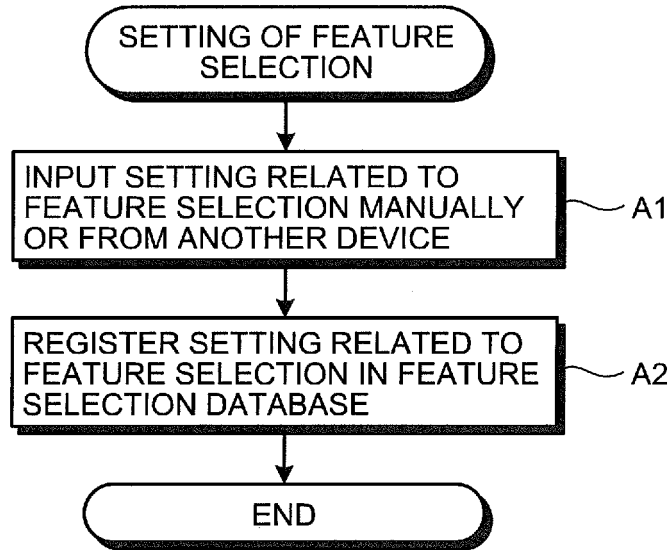 SETTING OF FEATURE
SELECTION
INPUT SETTING RELATED TO
FEATURE SELECTION MANUALLY
OR FROM ANOTHER DEVICE
A1
REGISTER SETTING RELATED TO
FEATURE SELECTION IN FEATURE
SELECTION DATABASE
A2
END